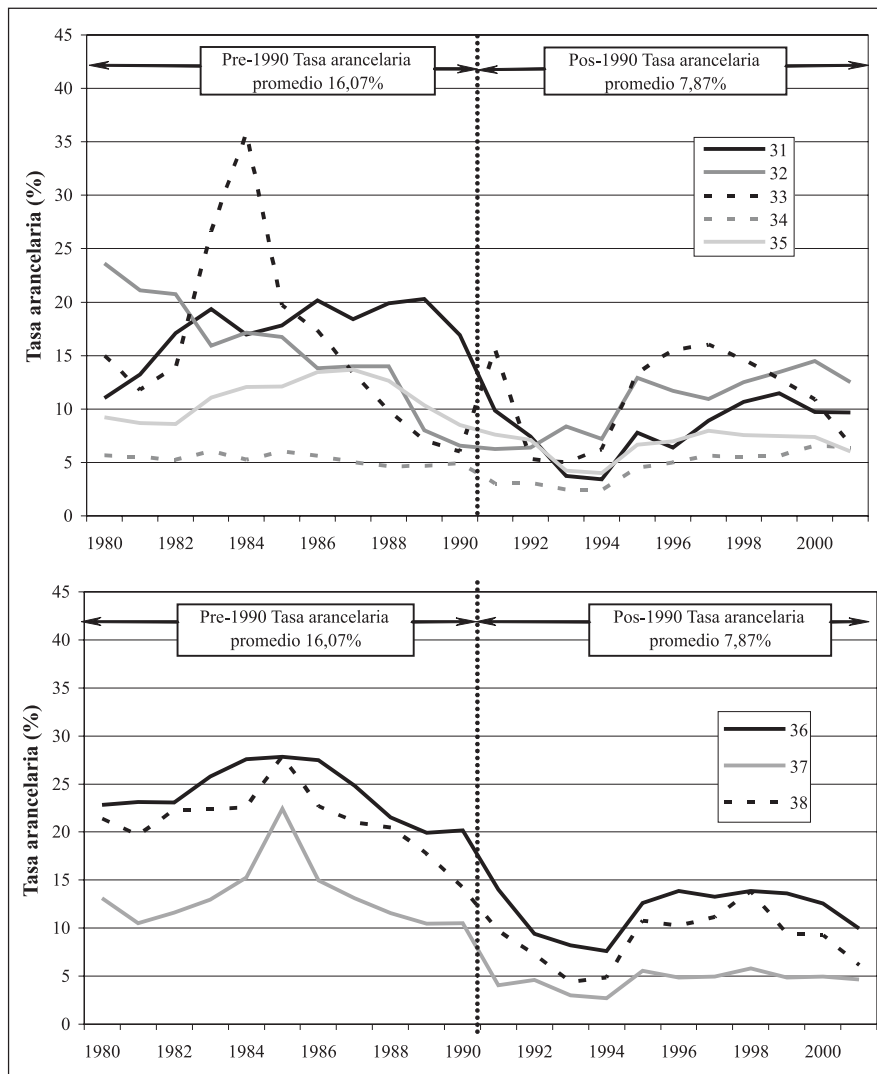 45
40
35
30
25
20
15
10
5
0
Tasa arancelaria (%)
Pre-1990 Tasa arancelaria
promedio 16,07%
Pos-1990 Tasa arancelaria
promedio 7,87%
31
32
33
34
35
1980 1982 1984 1986 1988 1990 1992 1994 1996 1998 2000
45
40
35
30
25
20
15
10
5
0
Tasa arancelaria (%)
Pre-1990 Tasa arancelaria
promedio 16,07%
Pos-1990 Tasa arancelaria
promedio 7,87%
36
37
38
1980 1982 1984 1986 1988 1990 1992 1994 1996 1998 2000